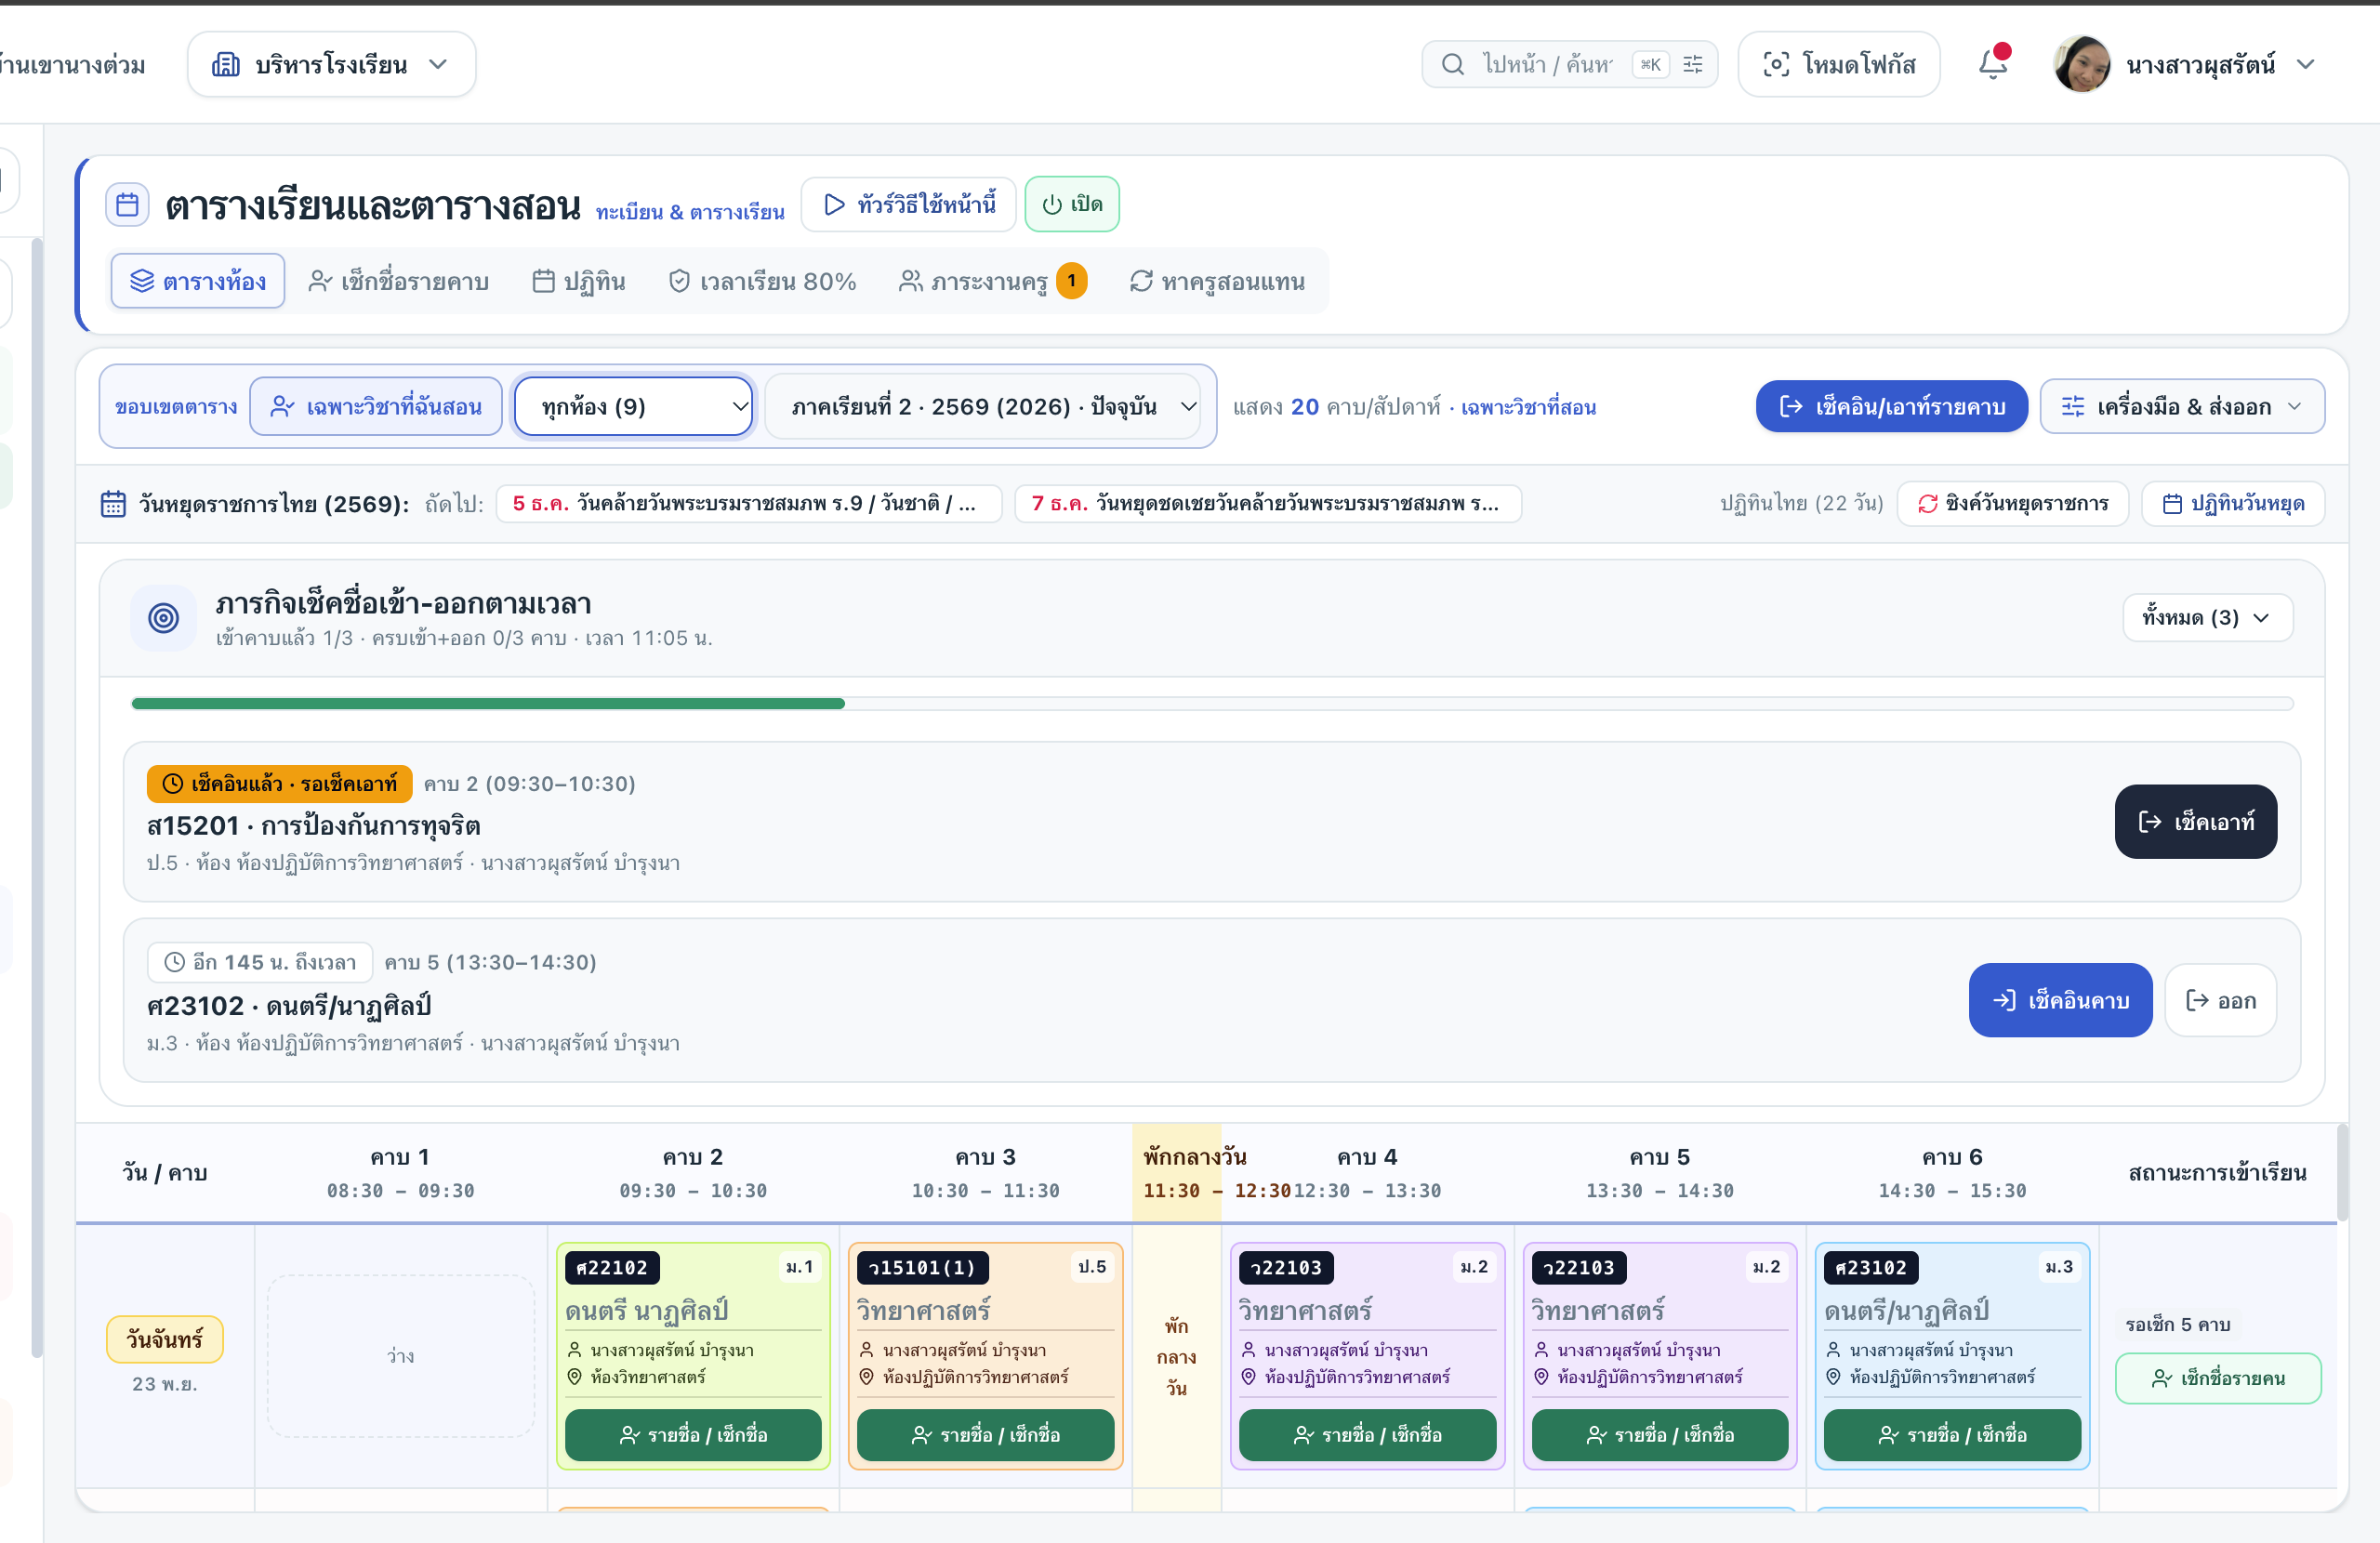 บ้านเขานางต่วม
บริหารโรงเรียน
ไปหน้า / ค้นหา
⌘K
โหมดโฟกัส
นางสาวผุสรัตน์
ตารางเรียนและตารางสอน
ทะเบียน & ตารางเรียน
ทัวร์วิธีใช้หน้านี้
เปิด
ตารางห้อง
เช็กชื่อรายคาบ
ปฏิทิน
เวลาเรียน 80%
ภาระงานครู 1
หาครูสอนแทน
ขอบเขตตาราง
เฉพาะวิชาที่ฉันสอน
ทุกห้อง (9)
ภาคเรียนที่ 2 · 2569 (2026) · ปัจจุบัน
แสดง 20 คาบ/สัปดาห์ · เฉพาะวิชาที่สอน
เช็คอิน/เอาท์รายคาบ
เครื่องมือ & ส่งออก
วันหยุดราชการไทย (2569):
ถัดไป:
5 ธ.ค. วันคล้ายวันพระบรมราชสมภพ ร.9 / วันชาติ / ...
7 ธ.ค. วันหยุดชดเชยวันคล้ายวันพระบรมราชสมภพ ร...
ปฏิทินไทย (22 วัน)
ซิงค์วันหยุดราชการ
ปฏิทินวันหยุด
ภารกิจเช็คชื่อเข้า-ออกตามเวลา
เข้าคาบแล้ว 1/3 · ครบเข้า+ออก 0/3 คาบ · เวลา 11:05 น.
ทั้งหมด (3)
เช็คอินแล้ว · รอเช็คเอาท์
คาบ 2 (09:30–10:30)
ส15201 · การป้องกันการทุจริต
ป.5 · ห้อง ห้องปฏิบัติการวิทยาศาสตร์ · นางสาวผุสรัตน์ บำรุงนา
เช็คเอาท์
อีก 145 น. ถึงเวลา
คาบ 5 (13:30–14:30)
ศ23102 · ดนตรี/นาฏศิลป์
ม.3 · ห้อง ห้องปฏิบัติการวิทยาศาสตร์ · นางสาวผุสรัตน์ บำรุงนา
เช็คอินคาบ
ออก
วัน / คาบ
คาบ 1
08:30 – 09:30
คาบ 2
09:30 – 10:30
คาบ 3
10:30 – 11:30
พักกลางวัน
11:30 – 12:30
คาบ 4
12:30 – 13:30
คาบ 5
13:30 – 14:30
คาบ 6
14:30 – 15:30
สถานะการเข้าเรียน
วันจันทร์
23 พ.ย.
ว่าง
ศ22102 ม.1
ดนตรี นาฏศิลป์
นางสาวผุสรัตน์ บำรุงนา
ห้องวิทยาศาสตร์
รายชื่อ / เช็กชื่อ
ว15101(1) ป.5
วิทยาศาสตร์
นางสาวผุสรัตน์ บำรุงนา
ห้องปฏิบัติการวิทยาศาสตร์
รายชื่อ / เช็กชื่อ
พัก
กลาง
วัน
ว22103 ม.2
วิทยาศาสตร์
นางสาวผุสรัตน์ บำรุงนา
ห้องปฏิบัติการวิทยาศาสตร์
รายชื่อ / เช็กชื่อ
ว22103 ม.2
วิทยาศาสตร์
นางสาวผุสรัตน์ บำรุงนา
ห้องปฏิบัติการวิทยาศาสตร์
รายชื่อ / เช็กชื่อ
ศ23102 ม.3
ดนตรี/นาฏศิลป์
นางสาวผุสรัตน์ บำรุงนา
ห้องปฏิบัติการวิทยาศาสตร์
รายชื่อ / เช็กชื่อ
รอเช็ก 5 คาบ
เช็กชื่อรายคน